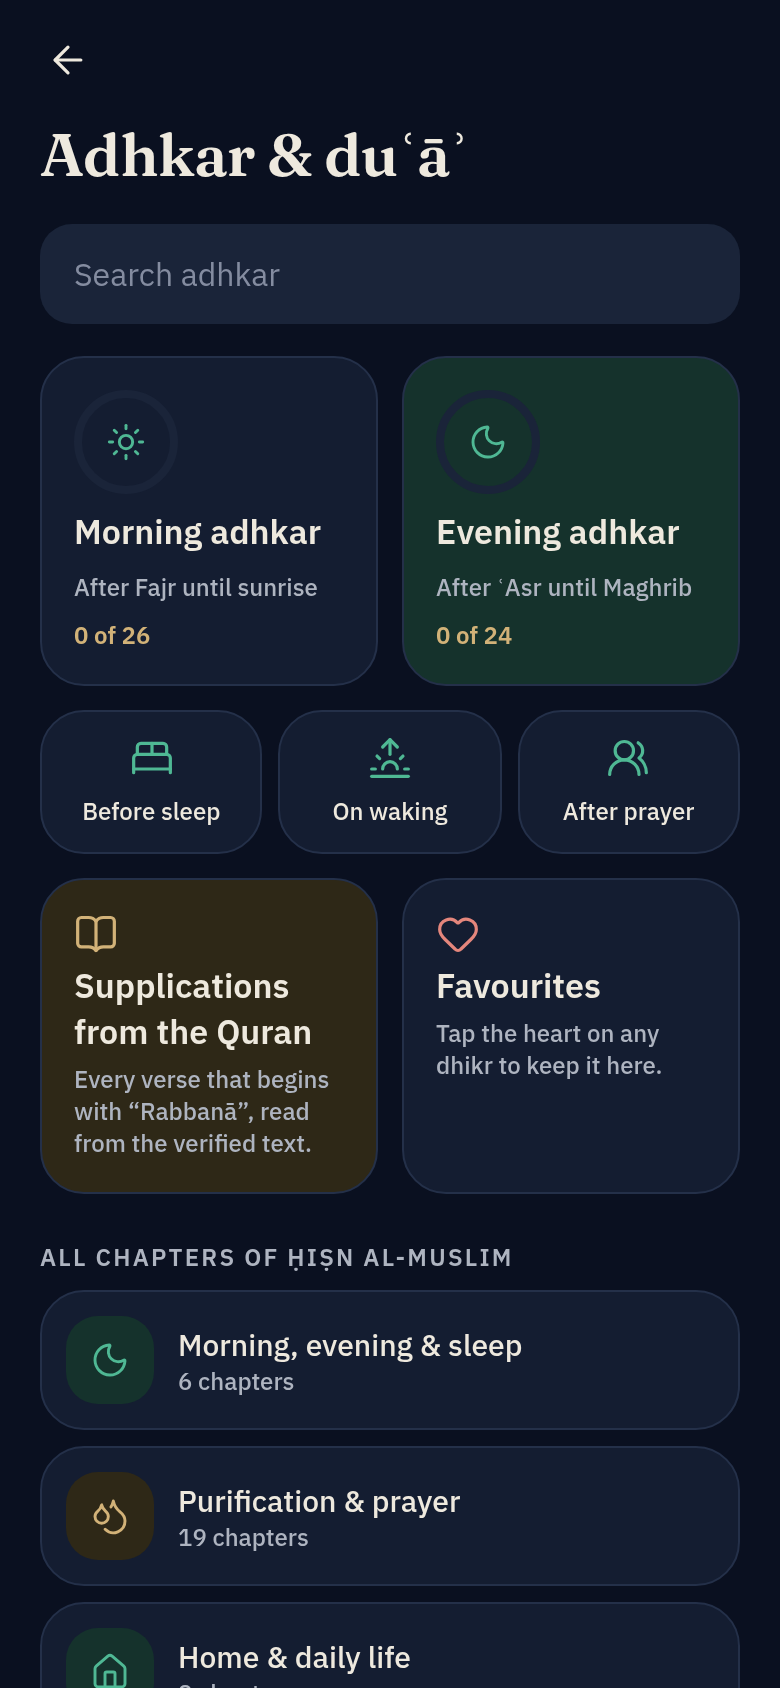 Adhkar & duʿāʾ
Search adhkar
Morning adhkar
After Fajr until sunrise
0 of 26
Evening adhkar
After ʿAsr until Maghrib
0 of 24
Before sleep
On waking
After prayer
Supplications
from the Quran
Every verse that begins
with “Rabbanā”, read
from the verified text.
Favourites
Tap the heart on any
dhikr to keep it here.
ALL CHAPTERS OF ḤIṢN AL-MUSLIM
Morning, evening & sleep
6 chapters
Purification & prayer
19 chapters
Home & daily life